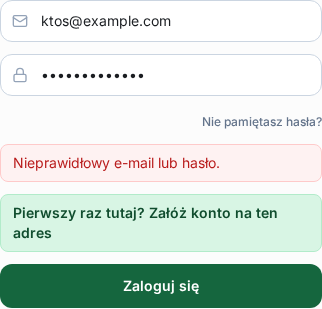 ktos@example.com
•••••••••••••
Nie pamiętasz hasła?
Nieprawidłowy e-mail lub hasło.
Pierwszy raz tutaj? Załóż konto na ten
adres
Zaloguj się